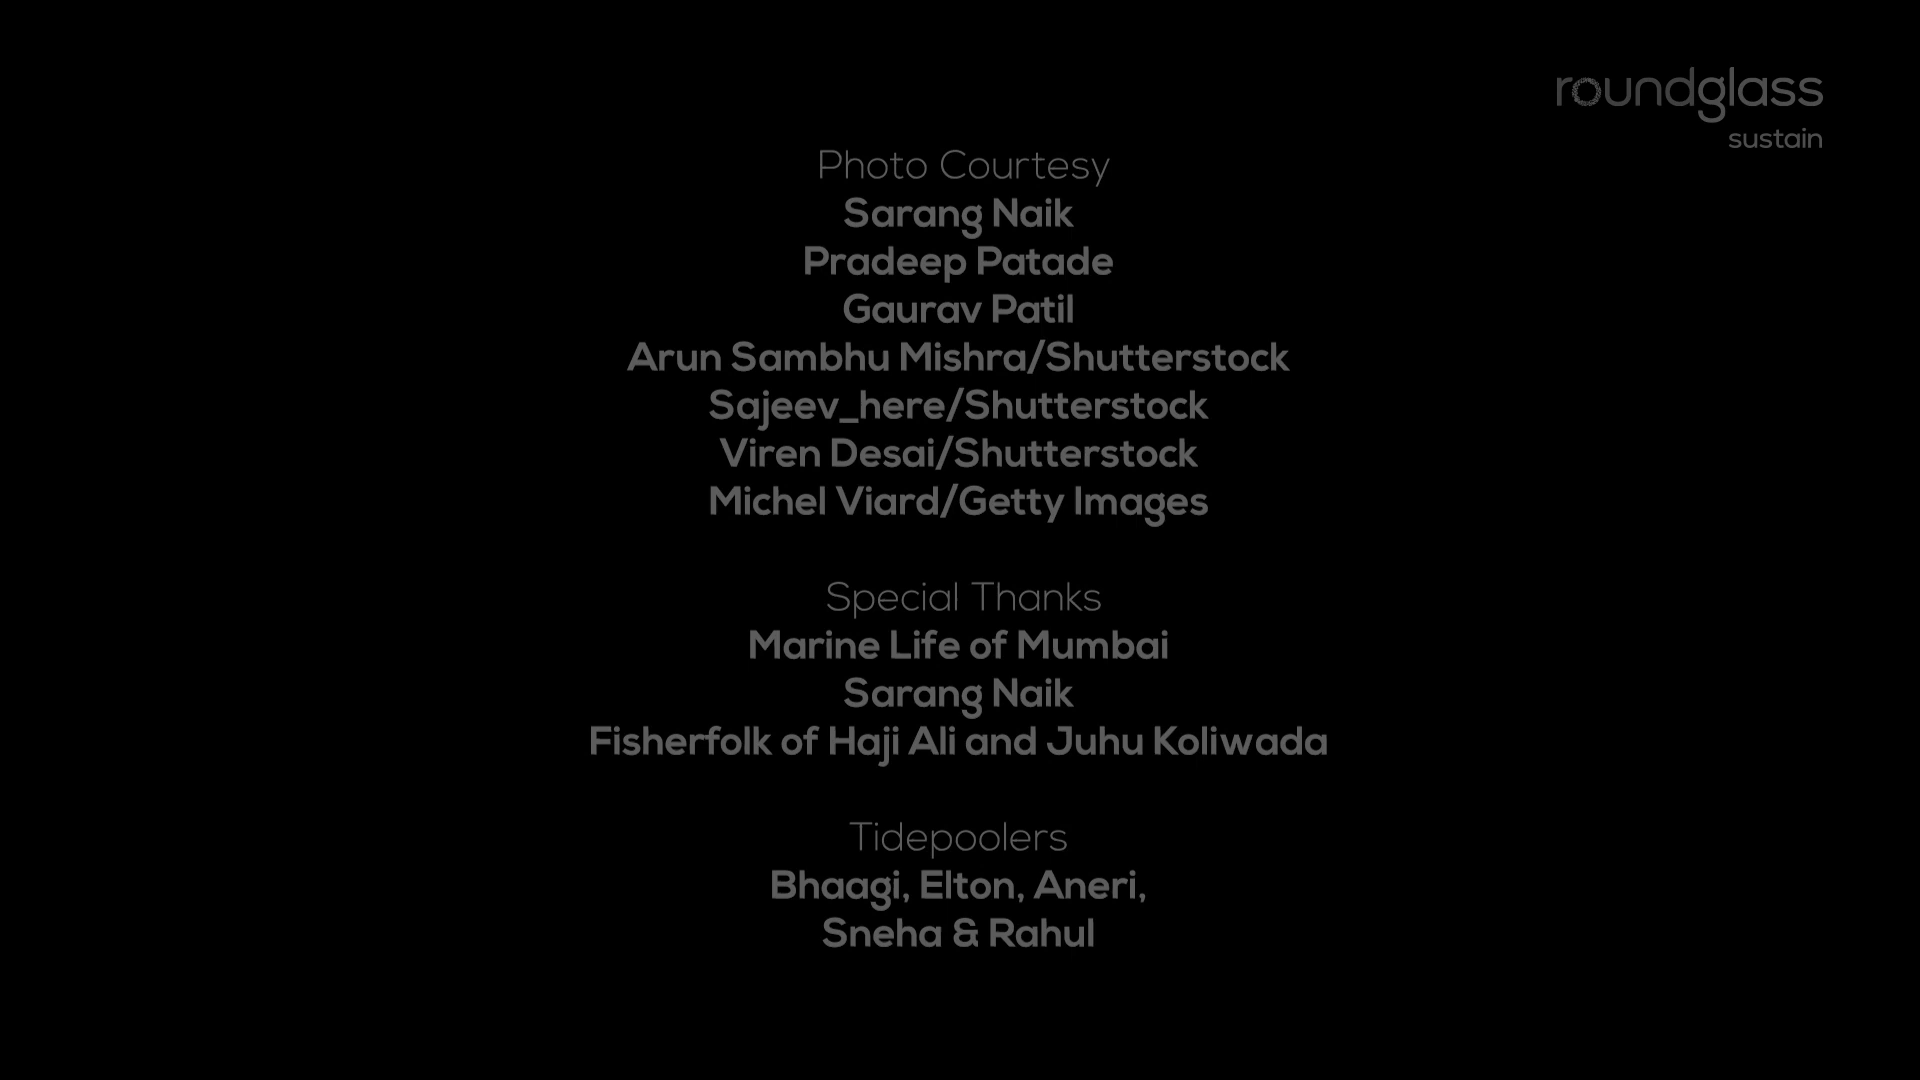 roundglass
sustain
Photo Courtesy
Sarang Naik
Pradeep Patade
Gaurav Patil
Arun Sambhu Mishra/Shutterstock
Sajeev_here/Shutterstock
Viren Desai/Shutterstock
Michel Viard/Getty Images
Special Thanks
Marine Life of Mumbai
Sarang Naik
Fisherfolk of Haji Ali and Juhu Koliwada
Tidepoolers
Bhaagi, Elton, Aneri,
Sneha & Rahul